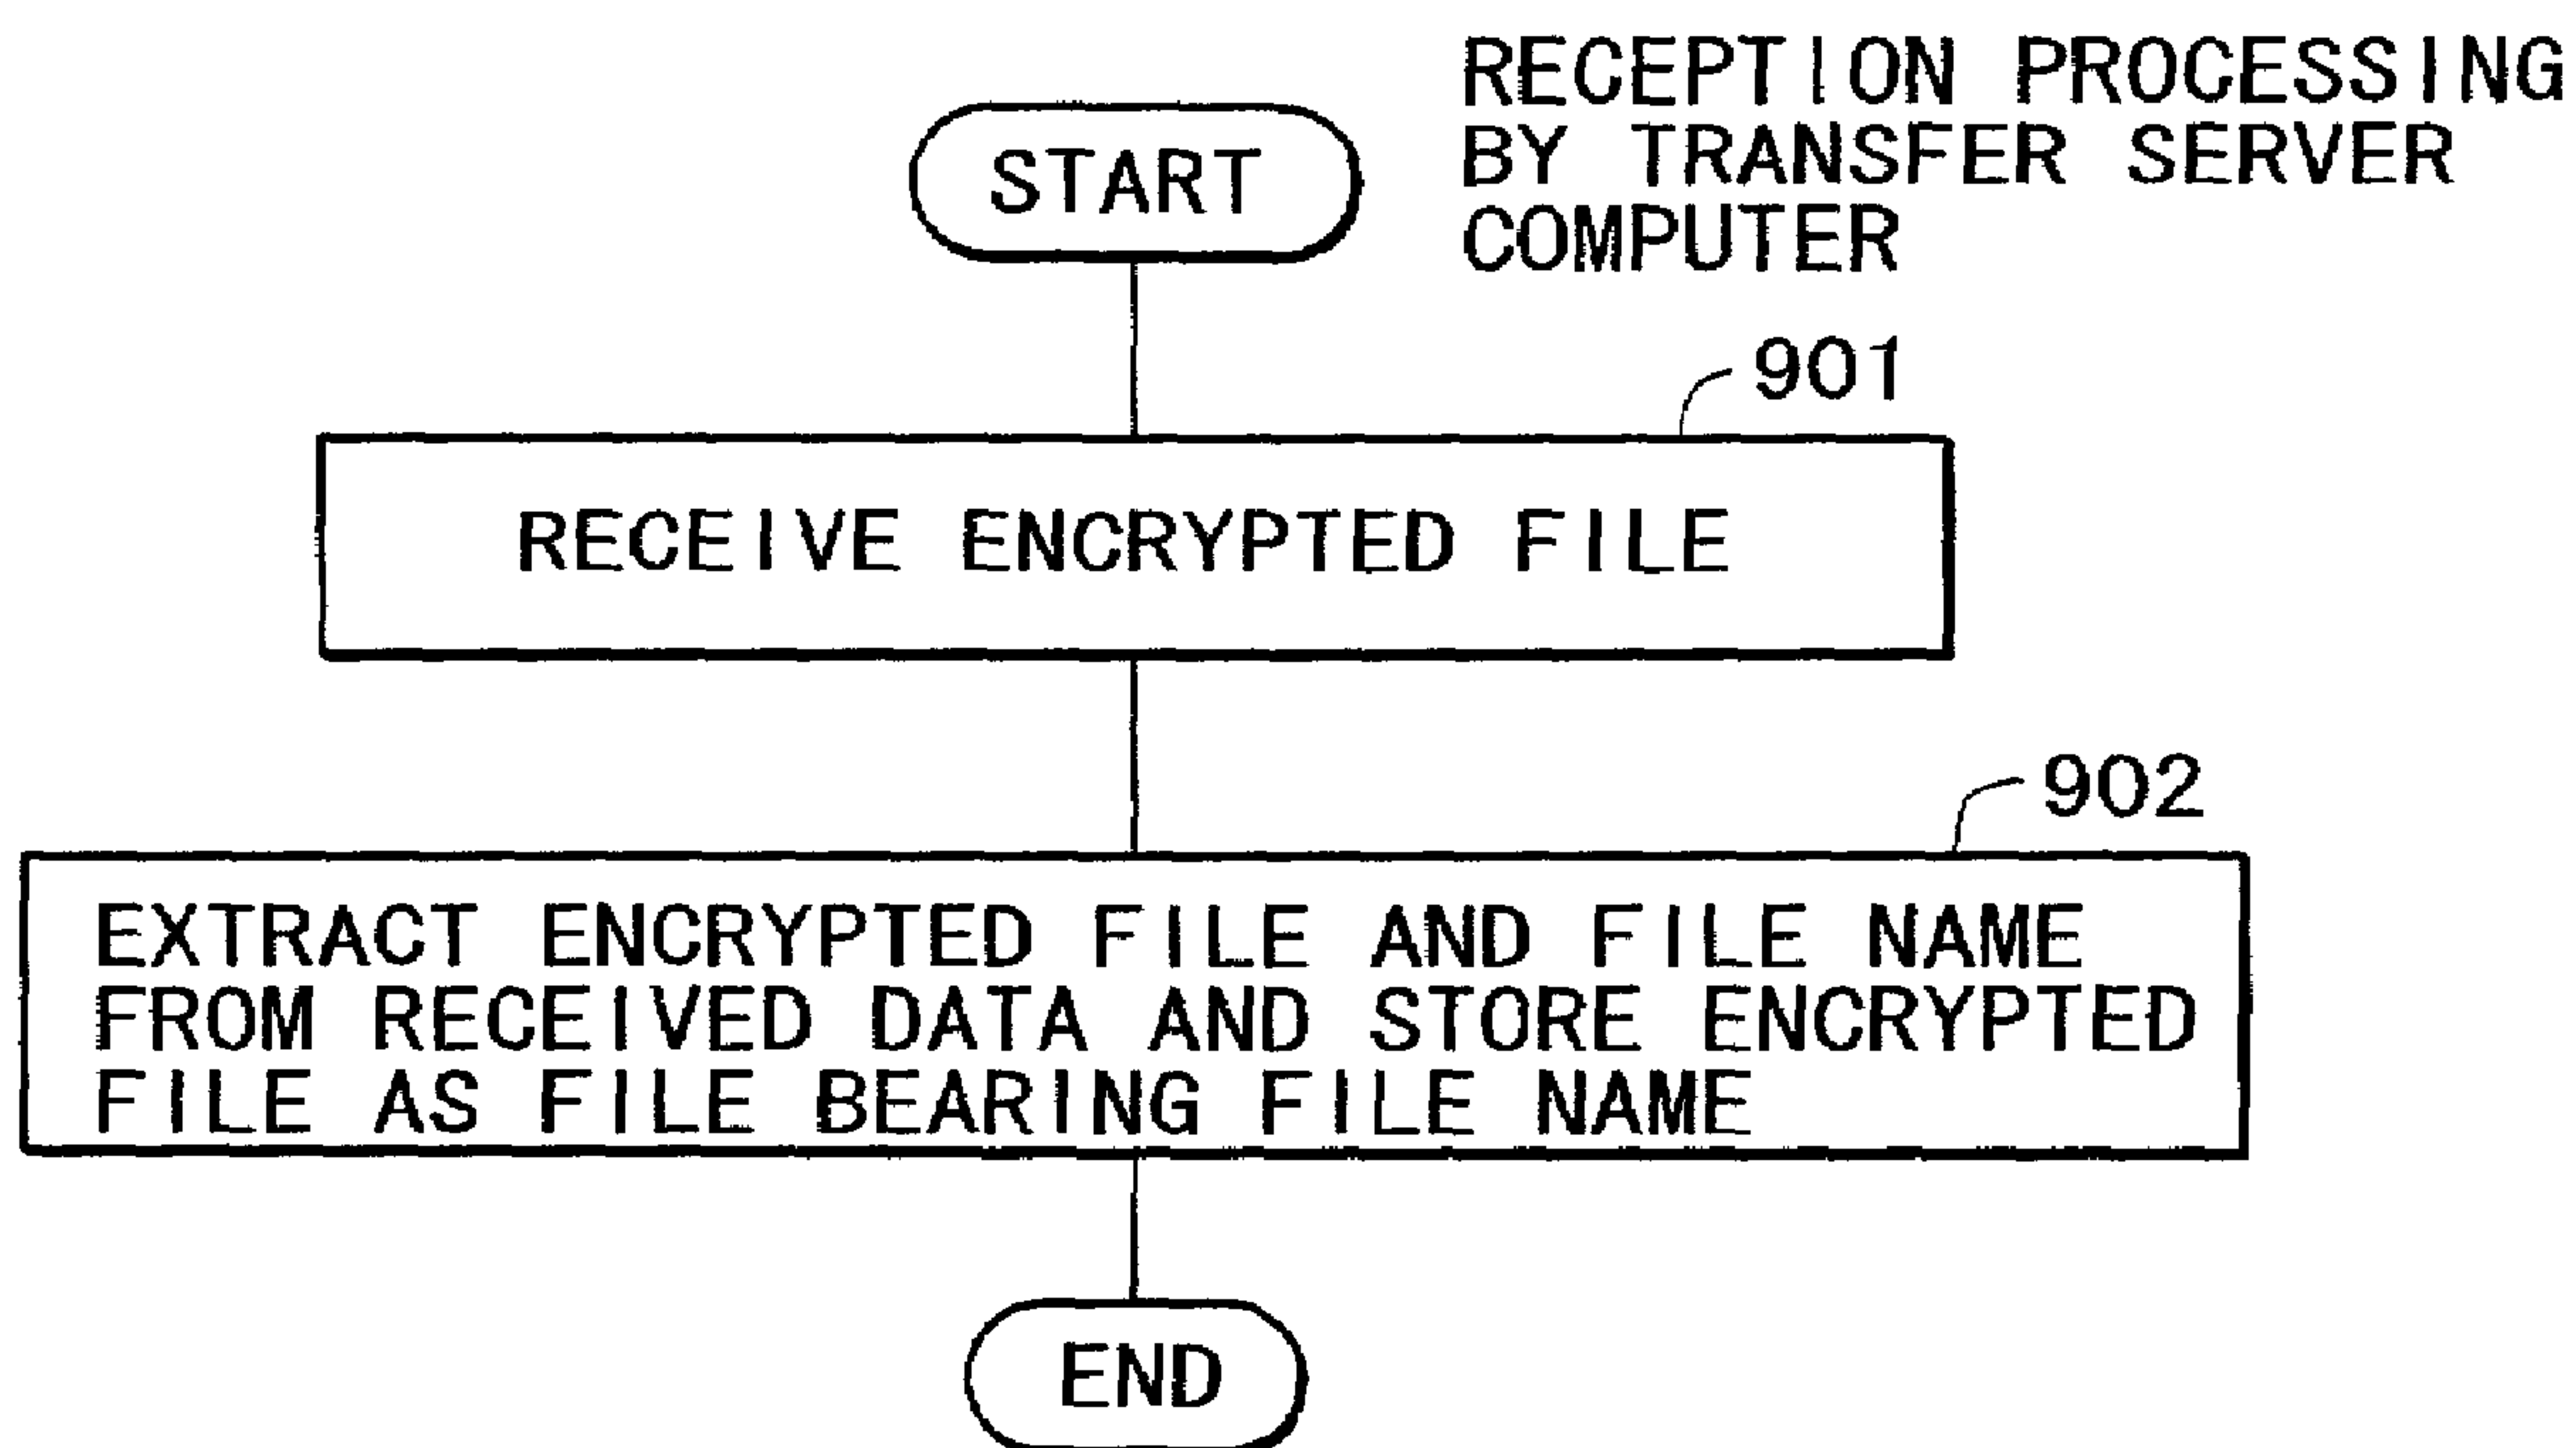 RECEPTION PROCESSING
BY TRANSFER SERVER
COMPUTER
START
901
RECEIVE ENCRYPTED FILE
902
EXTRACT ENCRYPTED FILE AND FILE NAME
FROM RECEIVED DATA AND STORE ENCRYPTED
FILE AS FILE BEARING FILE NAME
END